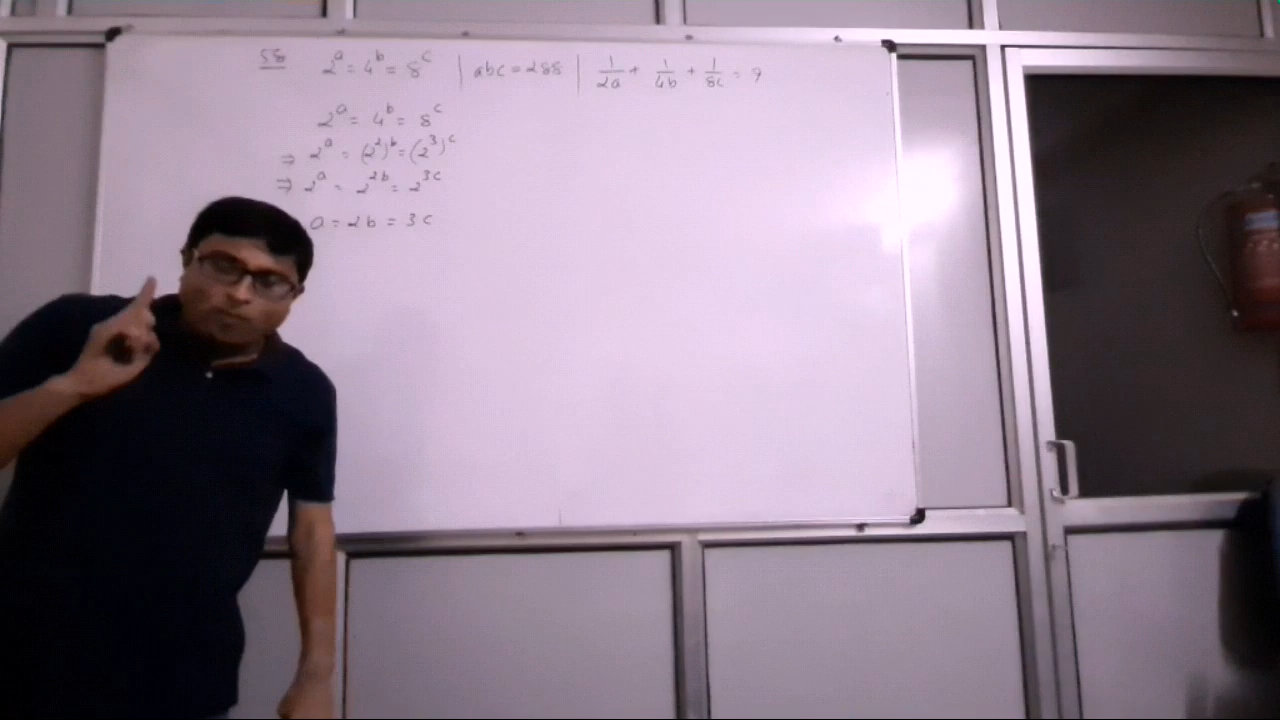 58 2^a = 4^b = 8^c | abc = 288 | 1/2a + 1/4b + 1/8c = ?
2^a = 4^b = 8^c
⇒ 2^a = (2^2)^b = (2^3)^c
⇒ 2^a = 2^2b = 2^3c
a = 2b = 3c